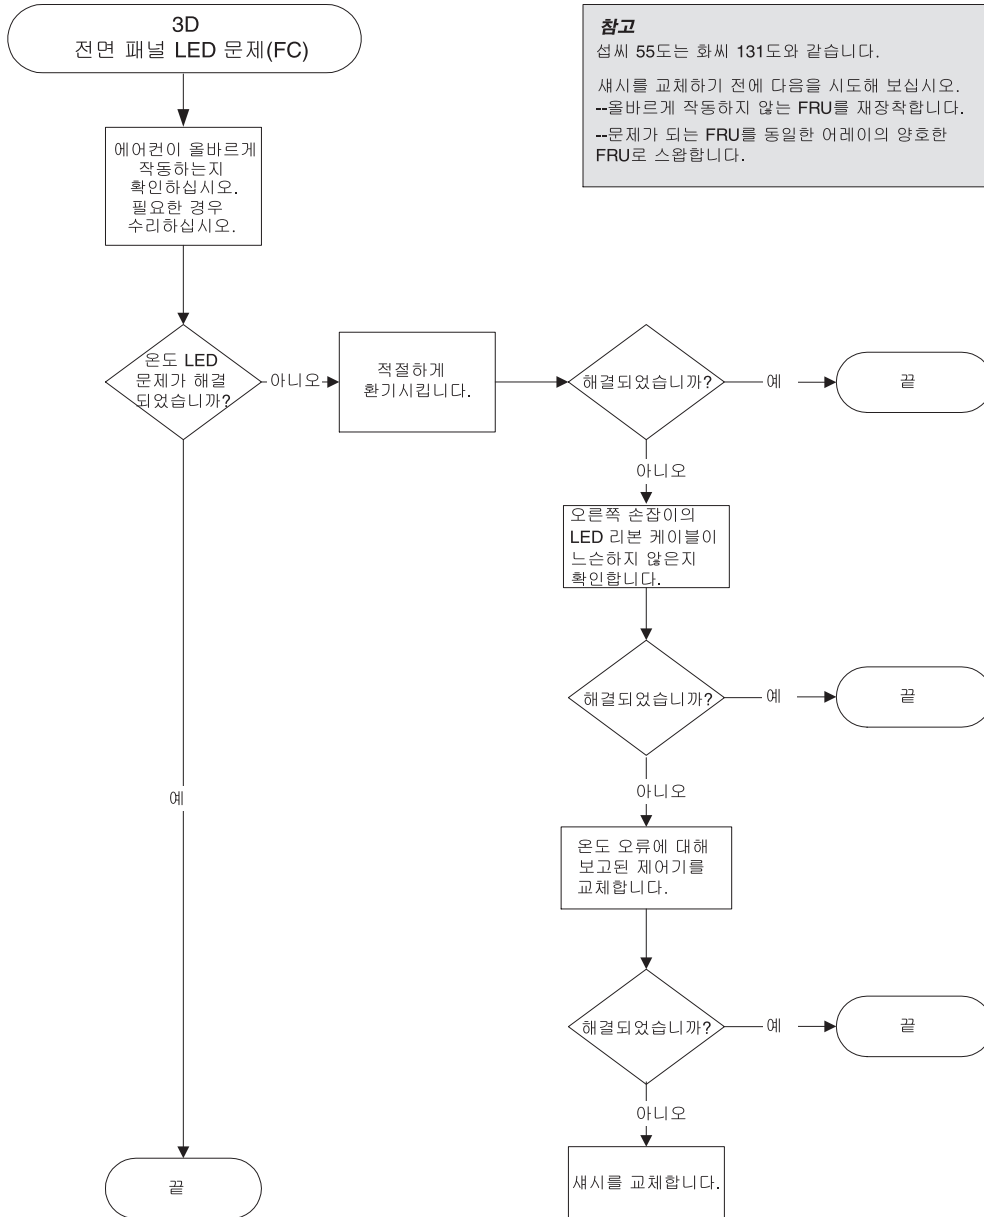 3D
전면 패널 LED 문제(FC)
참고
섭씨 55도는 화씨 131도와 같습니다.
섀시를 교체하기 전에 다음을 시도해 보십시오.
--올바르게 작동하지 않는 FRU를 재장착합니다.
--문제가 되는 FRU를 동일한 어레이의 양호한
FRU로 스왑합니다.
에어컨이 올바르게
작동하는지
확인하십시오.
필요한 경우
수리하십시오.
온도 LED
문제가 해결
되었습니까?
아니오
적절하게
환기시킵니다.
해결되었습니까?
예
끝
아니오
오른쪽 손잡이의
LED 리본 케이블이
느슨하지 않은지
확인합니다.
해결되었습니까?
예
끝
아니오
예
온도 오류에 대해
보고된 제어기를
교체합니다.
해결되었습니까?
예
끝
아니오
끝
섀시를 교체합니다.